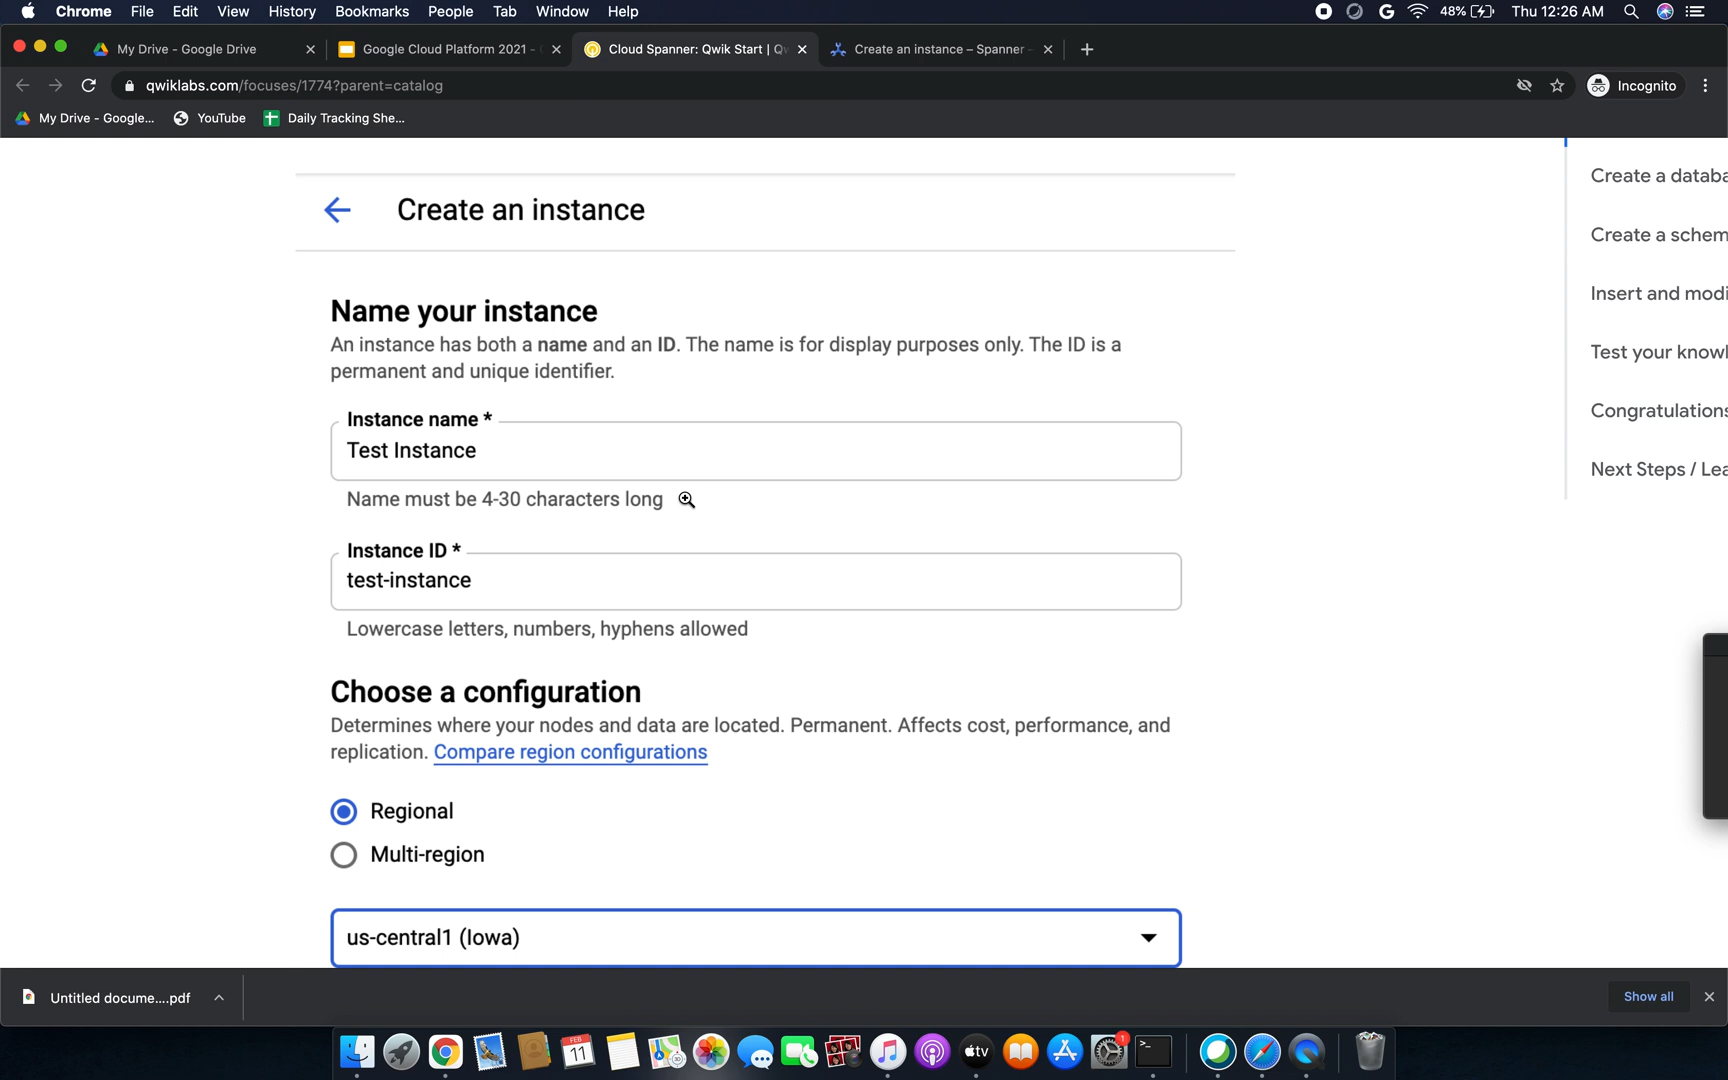 Chrome File Edit View History Bookmarks People Tab Window Help 48% Thu 12:26 AM
My Drive - Google Drive Google Cloud Platform 2021 - Cloud Spanner: Qwik Start | Qw Create an instance – Spanner -
qwiklabs.com/focuses/1774?parent=catalog Incognito
My Drive - Google... YouTube Daily Tracking She...
Create an instance
Name your instance
An instance has both a name and an ID. The name is for display purposes only. The ID is a
permanent and unique identifier.
Instance name *
Test Instance
Name must be 4-30 characters long
Instance ID *
test-instance
Lowercase letters, numbers, hyphens allowed
Choose a configuration
Determines where your nodes and data are located. Permanent. Affects cost, performance, and
replication. Compare region configurations
Regional
Multi-region
us-central1 (Iowa)
Create a databa
Create a schem
Insert and modi
Test your knowl
Congratulations
Next Steps / Lea
Untitled docume....pdf Show all
FEB
11
tv
1